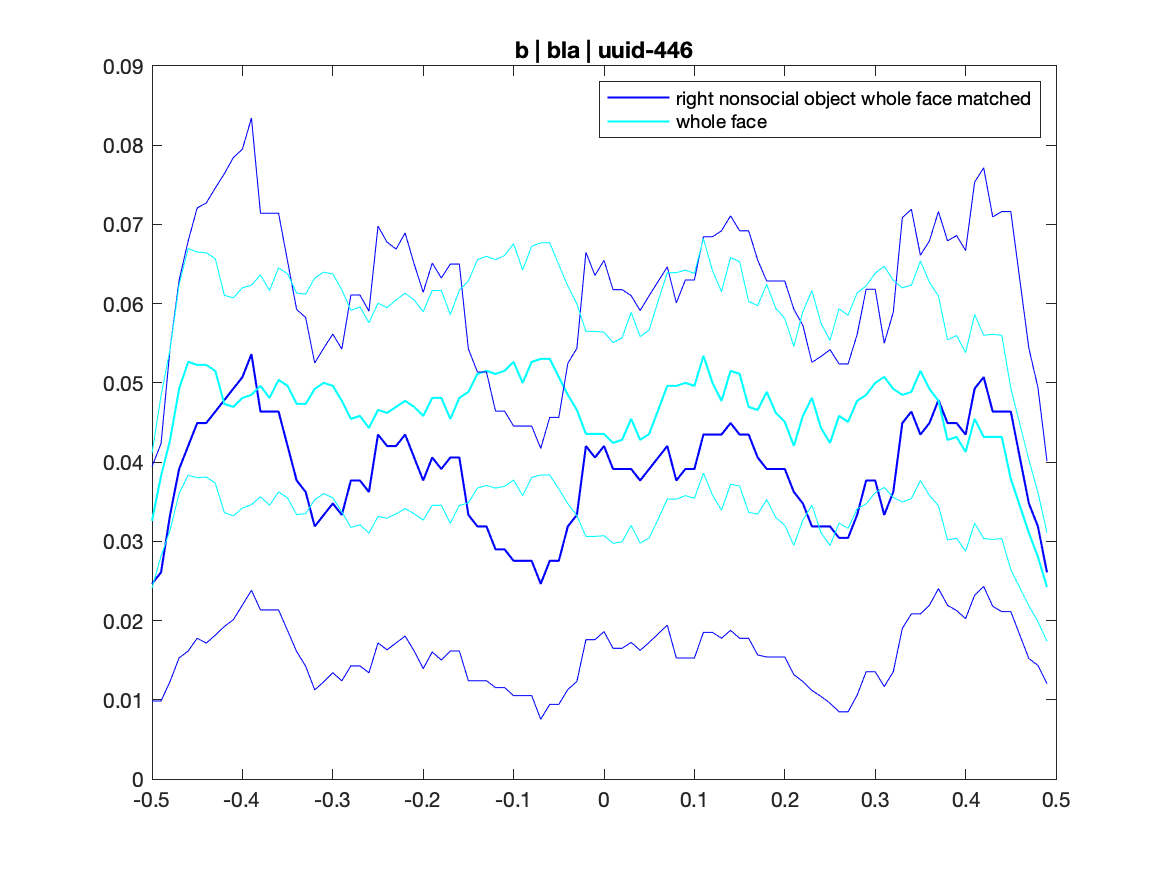 b | bla | uuid-446
right nonsocial object whole face matched
whole face
0.09
0.08
0.07
0.06
0.05
0.04
0.03
0.02
0.01
0
-0.5 -0.4 -0.3 -0.2 -0.1 0 0.1 0.2 0.3 0.4 0.5